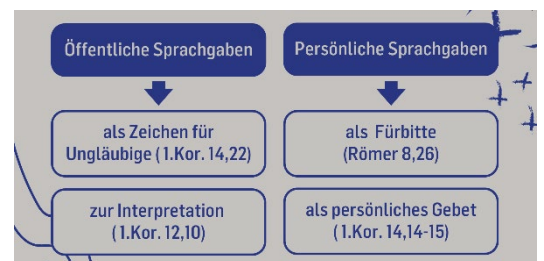 Öffentliche Sprachgaben
als Zeichen für
Ungläubige (1.Kor. 14,22)
zur Interpretation
(1.Kor. 12,10)
Persönliche Sprachgaben
als Fürbitte
(Römer 8,26)
als persönliches Gebet
(1.Kor. 14,14-15)